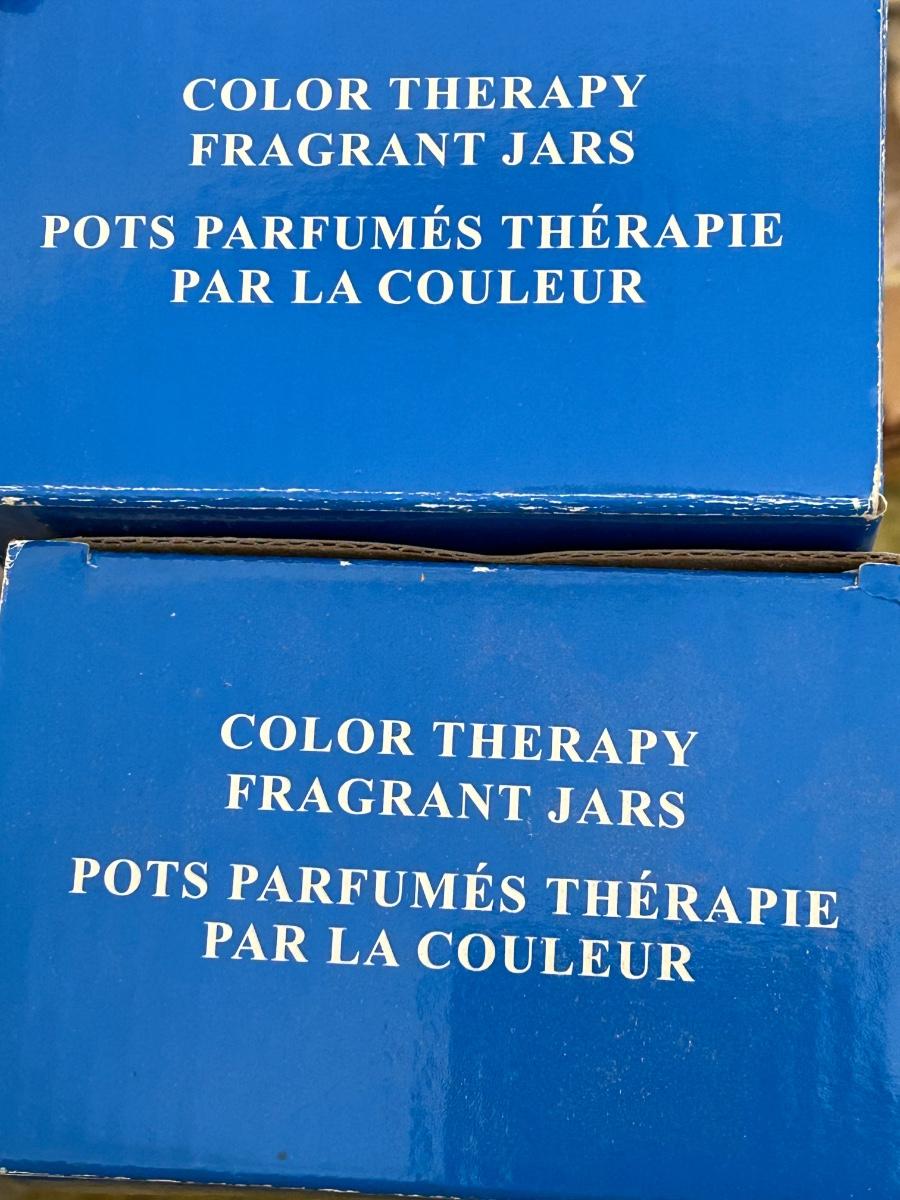 COLOR THERAPY
FRAGRANT JARS
POTS PARFUMÉS THÉRAPIE
PAR LA COULEUR
COLOR THERAPY
FRAGRANT JARS
POTS PARFUMÉS THÉRAPIE
PAR LA COULEUR